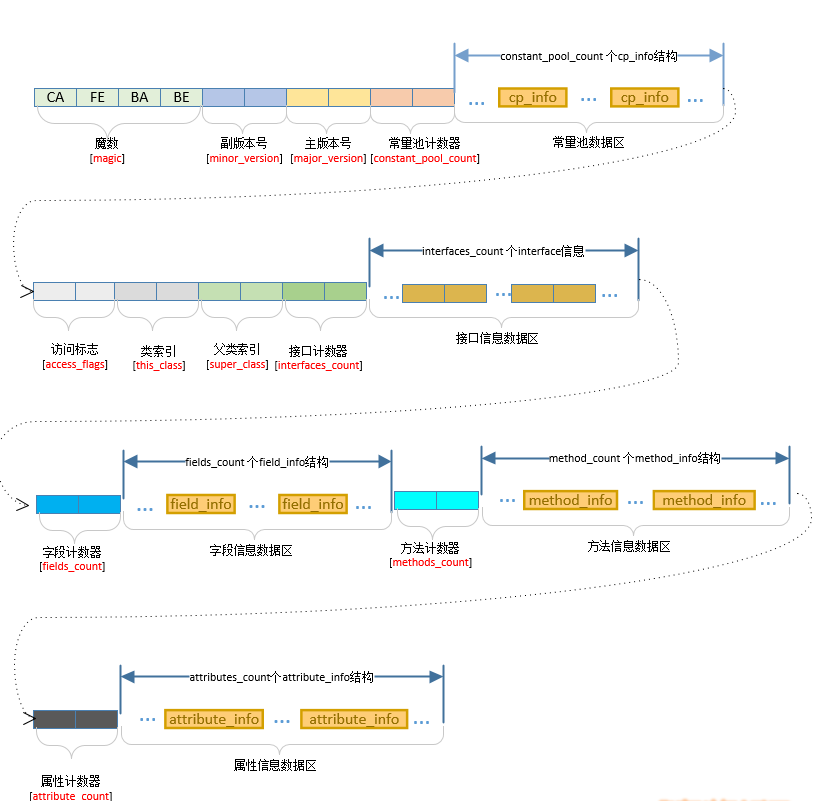 constant_pool_count 个cp_info结构
CA FE BA BE
... cp_info ... cp_info ...
魔数 副版本号 主版本号 常量池计数器 常量池数据区
[magic] [minor_version] [major_version] [constant_pool_count]
interfaces_count 个interface信息
... ... ...
访问标志 类索引 父类索引 接口计数器 接口信息数据区
[access_flags] [this_class] [super_class] [interfaces_count]
fields_count 个field_info结构 method_count 个method_info结构
... field_info ... field_info ... ... method_info ... method_info ...
字段计数器 字段信息数据区 方法计数器 方法信息数据区
[fields_count] [methods_count]
attributes_count个attribute_info结构
... attribute_info ... attribute_info ...
属性计数器 属性信息数据区
[attribute_count]